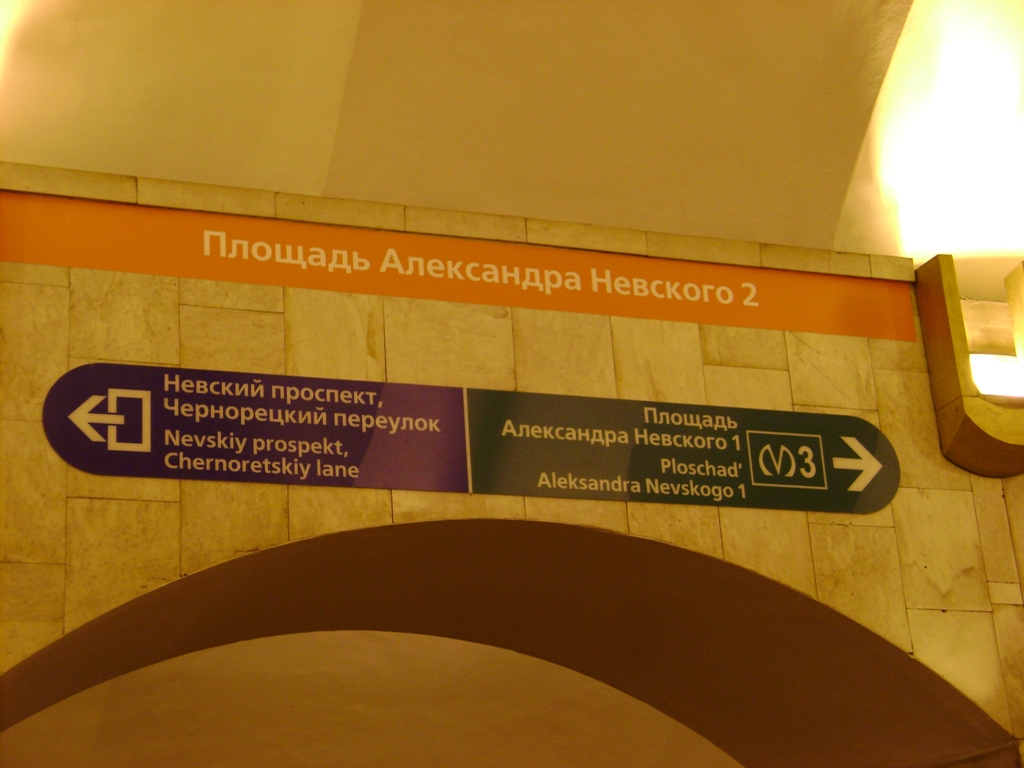 Площадь Александра Невского 2
Невский проспект,
Чернорецкий переулок
Nevskiy prospekt,
Chernoretskiy lane
Площадь
Александра Невского 1
Ploschad'
Aleksandra Nevskogo 1
М3